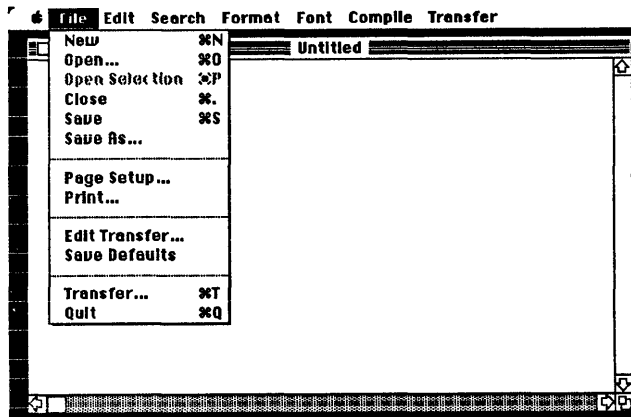 File Edit Search Format Font Compile Transfer
Untitled
New ⌘N
Open... ⌘O
Open Selection ⌘P
Close ⌘.
Save ⌘S
Save As...
Page Setup...
Print...
Edit Transfer...
Save Defaults
Transfer... ⌘T
Quit ⌘Q